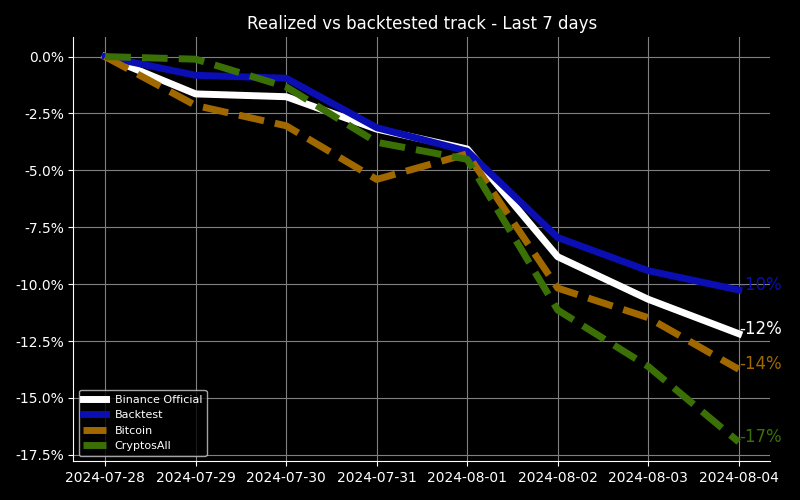 Realized vs backtested track - Last 7 days
0.0%
-2.5%
-5.0%
-7.5%
-10.0%
-12.5%
-15.0%
-17.5%
-10%
-12%
-14%
-17%
Binance Official
Backtest
Bitcoin
CryptosAll
2024-07-28 2024-07-29 2024-07-30 2024-07-31 2024-08-01 2024-08-02 2024-08-03 2024-08-04